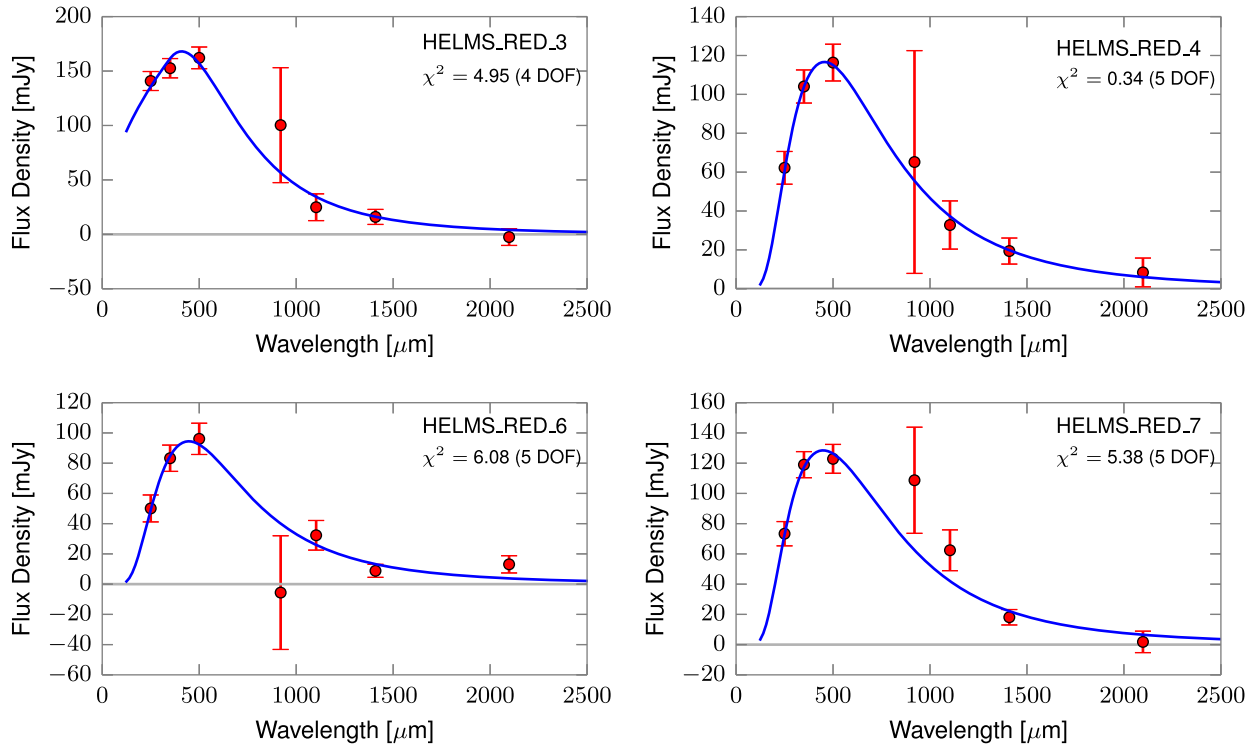 200
150
100
50
0
−50
Flux Density [mJy]
HELMS_RED_3
χ² = 4.95 (4 DOF)
0 500 1000 1500 2000 2500
Wavelength [μm]
140
120
100
80
60
40
20
0
Flux Density [mJy]
HELMS_RED_4
χ² = 0.34 (5 DOF)
0 500 1000 1500 2000 2500
Wavelength [μm]
120
100
80
60
40
20
0
−20
−40
−60
Flux Density [mJy]
HELMS_RED_6
χ² = 6.08 (5 DOF)
0 500 1000 1500 2000 2500
Wavelength [μm]
160
140
120
100
80
60
40
20
0
−20
Flux Density [mJy]
HELMS_RED_7
χ² = 5.38 (5 DOF)
0 500 1000 1500 2000 2500
Wavelength [μm]